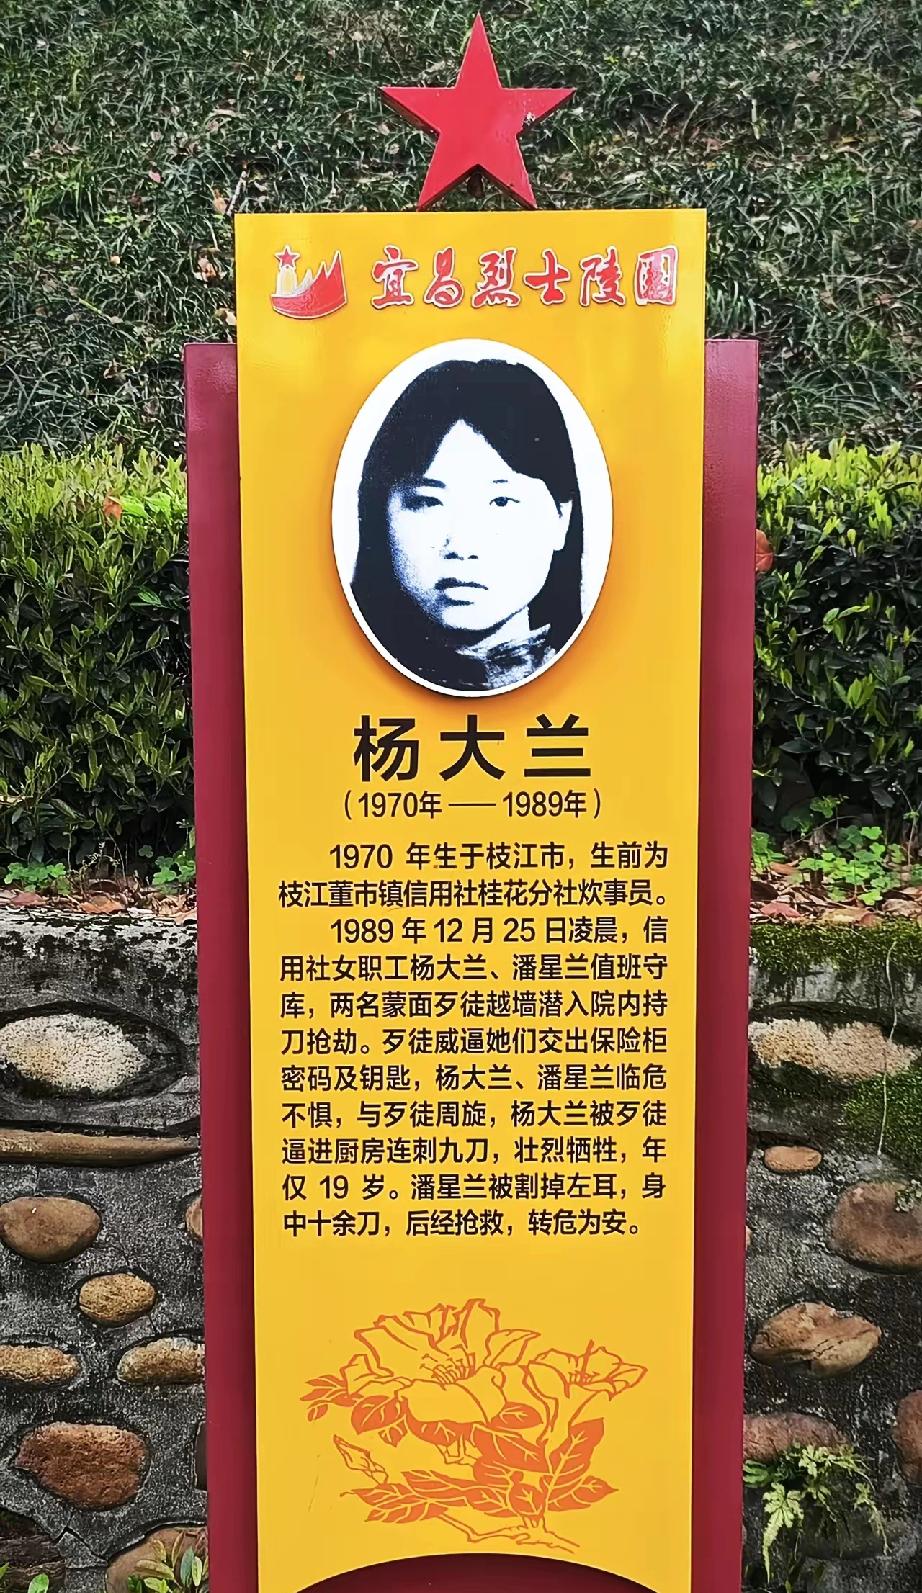 宜昌烈士陵园
杨大兰
（1970年——1989年）
1970 年生于枝江市，生前为
枝江董市镇信用社桂花分社炊事员。
1989 年 12 月 25 日凌晨，信
用社女职工杨大兰、潘星兰值班守
库，两名蒙面歹徒越墙潜入院内持
刀抢劫。歹徒威逼她们交出保险柜
密码及钥匙，杨大兰、潘星兰临危
不惧，与歹徒周旋，杨大兰被歹徒
逼进厨房连刺九刀，壮烈牺牲，年
仅 19 岁。潘星兰被割掉左耳，身
中十余刀，后经抢救，转危为安。